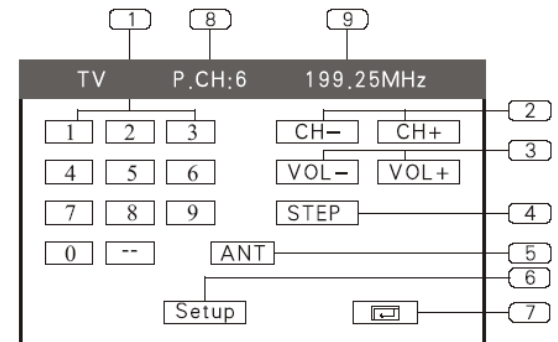 1 8 9
TV P.CH:6 199.25MHz
1 2 3 CH− CH+ 2
4 5 6 VOL− VOL+ 3
7 8 9 STEP 4
0 -- ANT 5
Setup 6
7